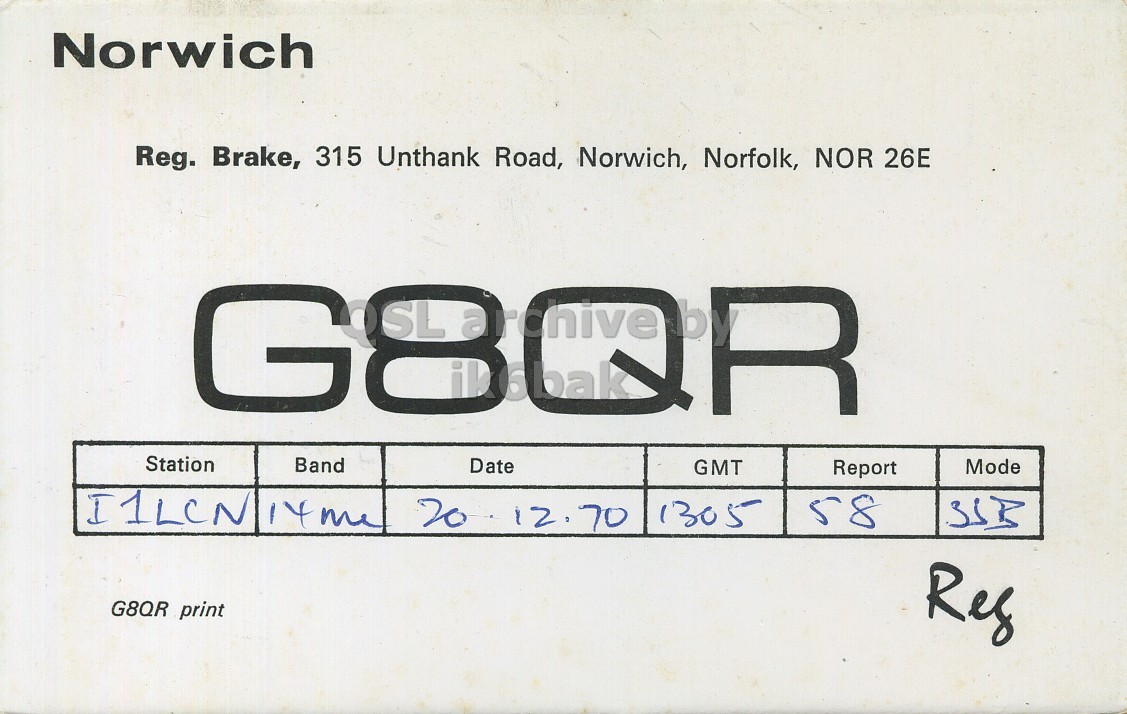 Norwich
Reg. Brake, 315 Unthank Road, Norwich, Norfolk, NOR 26E
G8QR
QSL archive by
ik6bak
Station Band Date GMT Report Mode
I1LCN 14mc 20.12.70 1305 58 SSB
G8QR print
Reg